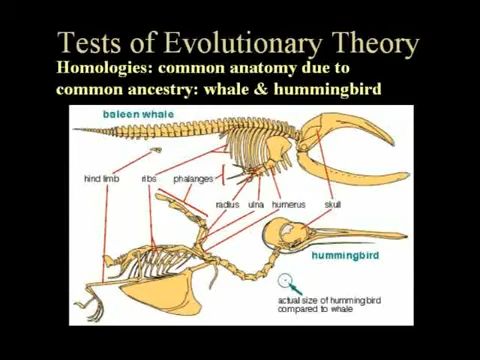 Tests of Evolutionary Theory
Homologies: common anatomy due to
common ancestry: whale & hummingbird
baleen whale
hind limb ribs phalanges
radius ulna humerus skull
hummingbird
actual size of hummingbird
compared to whale